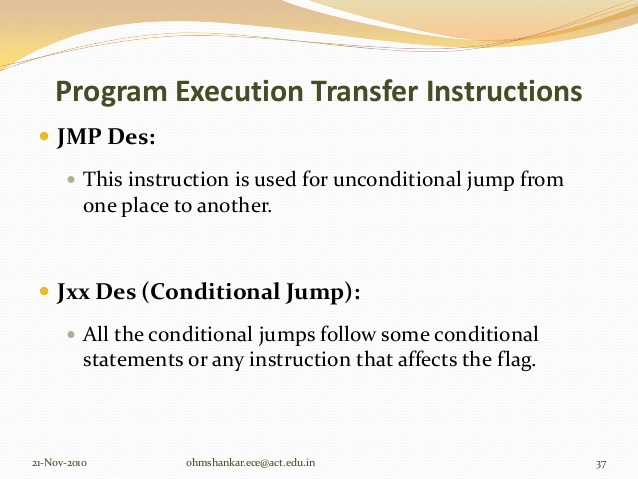 Program Execution Transfer Instructions
• JMP Des:
• This instruction is used for unconditional jump from
one place to another.
• Jxx Des (Conditional Jump):
• All the conditional jumps follow some conditional
statements or any instruction that affects the flag.
21-Nov-2010 ohmshankar.ece@act.edu.in 37